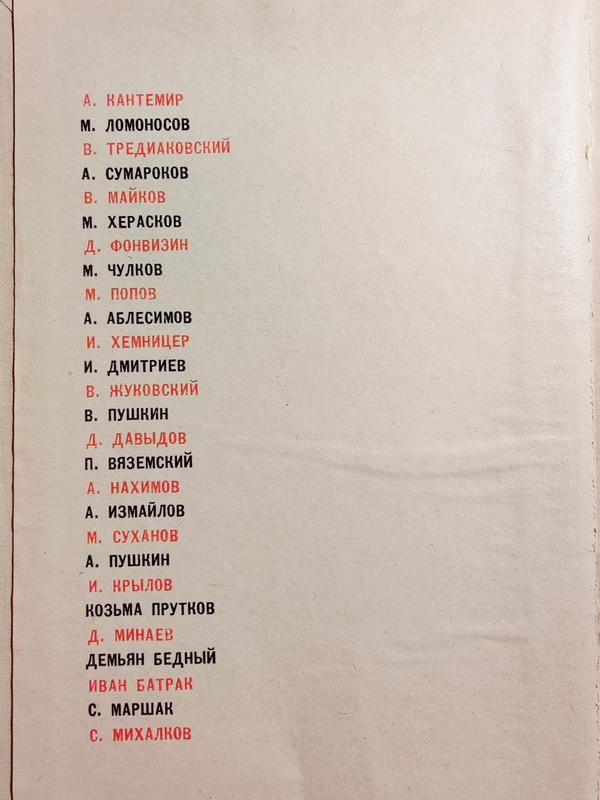 А. КАНТЕМИР
М. ЛОМОНОСОВ
В. ТРЕДИАКОВСКИЙ
А. СУМАРОКОВ
В. МАЙКОВ
М. ХЕРАСКОВ
Д. ФОНВИЗИН
М. ЧУЛКОВ
М. ПОПОВ
А. АБЛЕСИМОВ
И. ХЕМНИЦЕР
И. ДМИТРИЕВ
В. ЖУКОВСКИЙ
В. ПУШКИН
Д. ДАВЫДОВ
П. ВЯЗЕМСКИЙ
А. НАХИМОВ
А. ИЗМАЙЛОВ
М. СУХАНОВ
А. ПУШКИН
И. КРЫЛОВ
КОЗЬМА ПРУТКОВ
Д. МИНАЕВ
ДЕМЬЯН БЕДНЫЙ
ИВАН БАТРАК
С. МАРШАК
С. МИХАЛКОВ